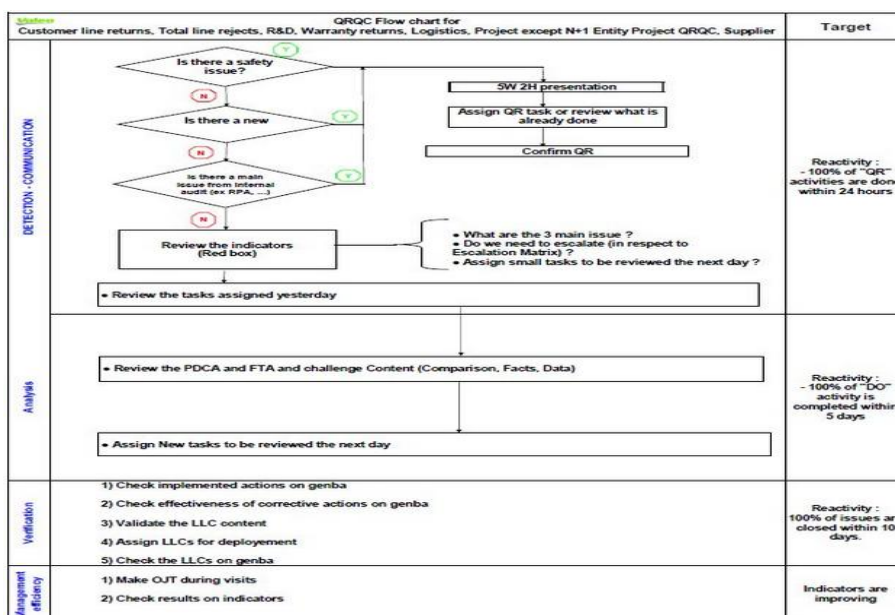 Valeo
QRQC Flow chart for
Customer line returns, Total line rejects, R&D, Warranty returns, Logistics, Project except N+1 Entity Project QRQC, Supplier
Target
DETECTION - COMMUNICATION
Is there a safety
issue?
Y
N
Is there a new
Y
N
Is there a main
issue from internal
audit (ex RPA, ...)
Y
N
5W 2H presentation
Assign QR task or review what is
already done
Confirm QR
Review the indicators
(Red box)
• What are the 3 main issue ?
• Do we need to escalate (in respect to
Escalation Matrix) ?
• Assign small tasks to be reviewed the next day ?
• Review the tasks assigned yesterday
Reactivity :
- 100% of "QR"
activities are done
within 24 hours
Analysis
• Review the PDCA and FTA and challenge Content (Comparison, Facts, Data)
• Assign New tasks to be reviewed the next day
Reactivity :
- 100% of "DO"
activity is
completed within
5 days
Verification
1) Check implemented actions on genba
2) Check effectiveness of corrective actions on genba
3) Validate the LLC content
4) Assign LLCs for deployement
5) Check the LLCs on genba
Reactivity :
100% of issues ar
closed within 10
days.
Management
efficiency
1) Make OJT during visits
2) Check results on indicators
Indicators are
improving